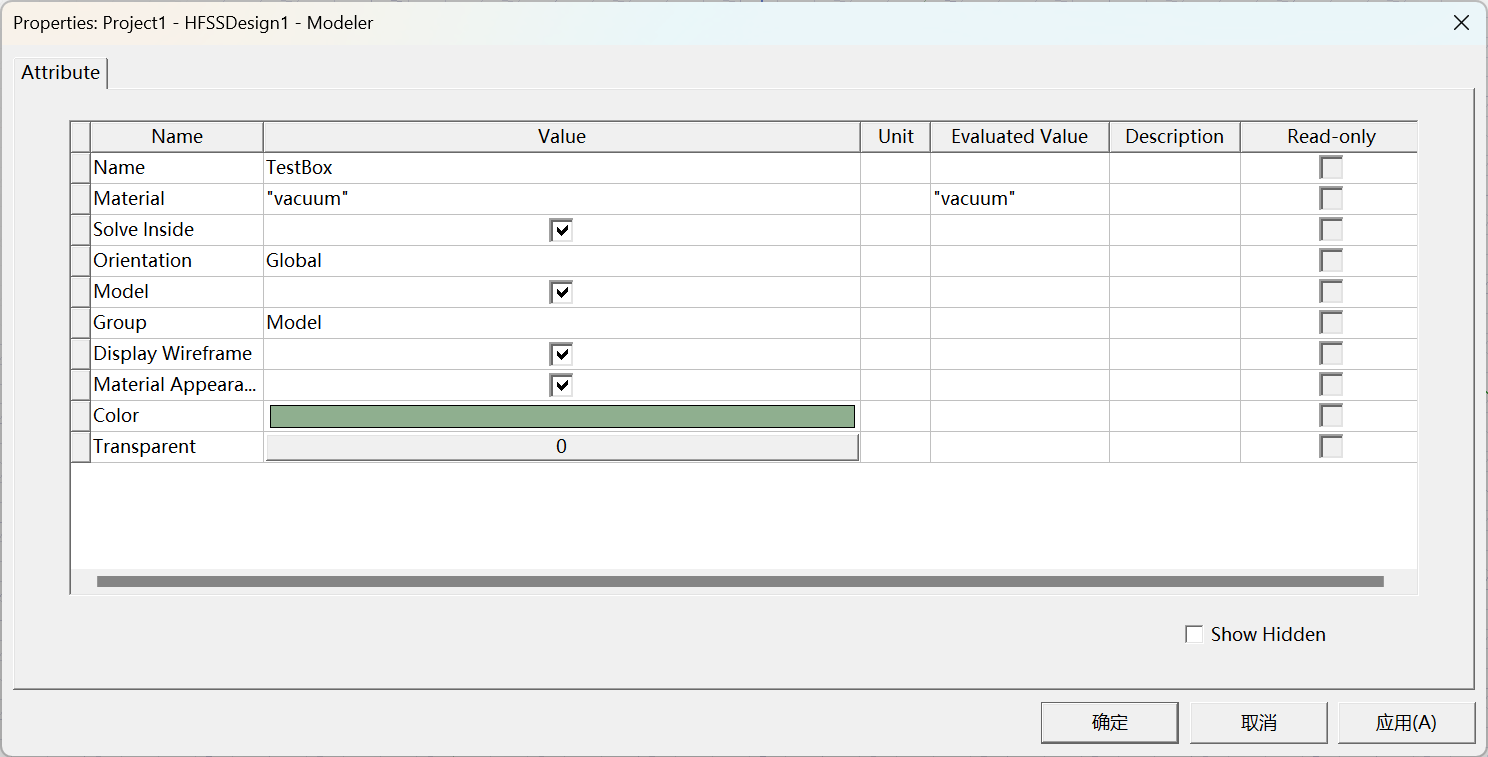 Properties: Project1 - HFSSDesign1 - Modeler
Attribute
Name Value Unit Evaluated Value Description Read-only
Name TestBox
Material "vacuum" "vacuum"
Solve Inside
Orientation Global
Model
Group Model
Display Wireframe
Material Appeara...
Color
Transparent 0
Show Hidden
确定 取消 应用(A)